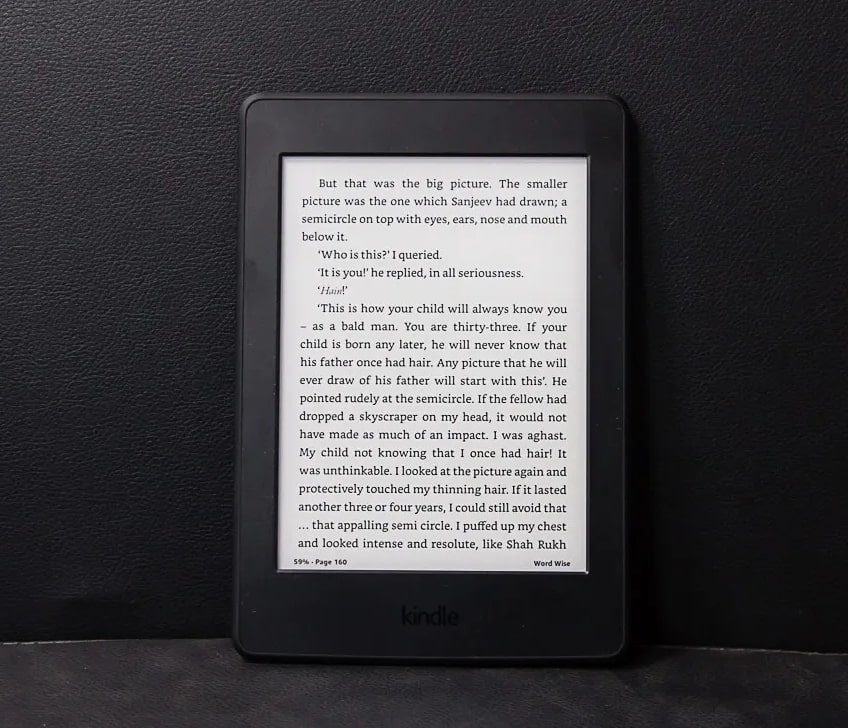 But that was the big picture. The smaller
picture was the one which Sanjeev had drawn; a
semicircle on top with eyes, ears, nose and mouth
below it.
‘Who is this?’ I queried.
‘It is you!’ he replied, in all seriousness.
‘Hain!’
‘This is how your child will always know you
– as a bald man. You are thirty-three. If your
child is born any later, he will never know that
his father once had hair. Any picture that he will
ever draw of his father will start with this’. He
pointed rudely at the semicircle. If the fellow had
dropped a skyscraper on my head, it would not
have made as much of an impact. I was aghast.
My child not knowing that I once had hair! It
was unthinkable. I looked at the picture again and
protectively touched my thinning hair. If it lasted
another three or four years, I could still avoid that
... that appalling semi circle. I puffed up my chest
and looked intense and resolute, like Shah Rukh
59% · Page 160 Word Wise
kindle